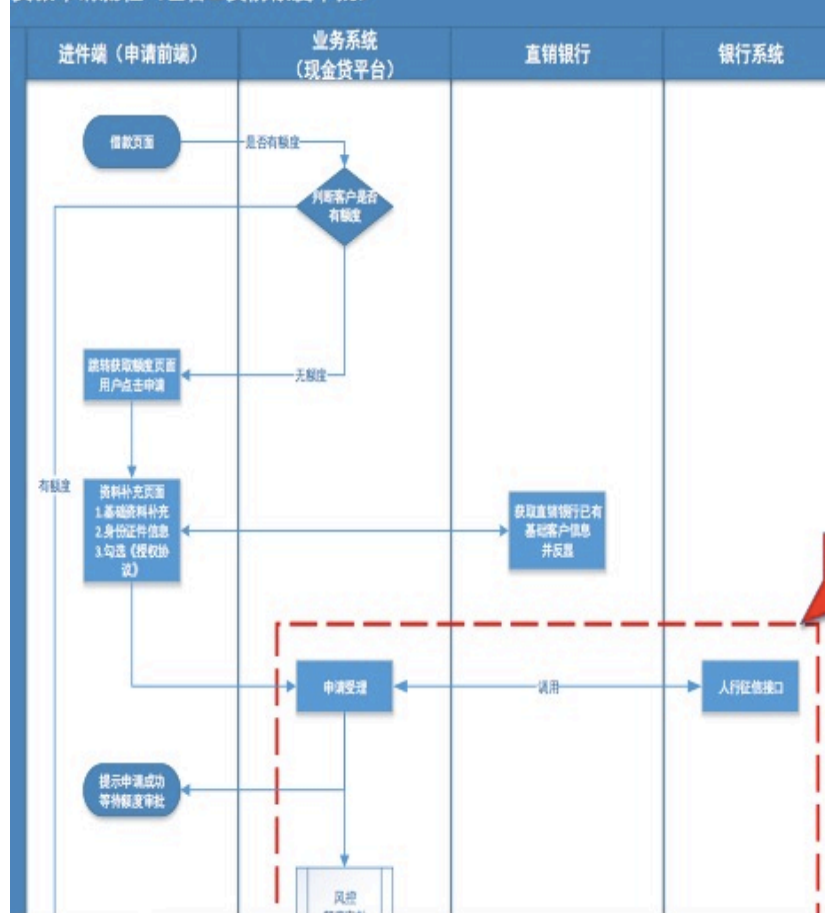 进件端（申请前端）
业务系统
（现金贷平台）
直销银行
银行系统
借款页面
是否有额度
判断客户是否
有额度
跳转获取额度页面
用户点击申请
无额度
有额度
资料补充页面
1.基础资料补充
2.身份证件信息
3.勾选《授权协
议》
获取直销银行已有
基础客户信息
并反显
申请受理
调用
人行征信接口
提示申请成功
等待额度审批
风控